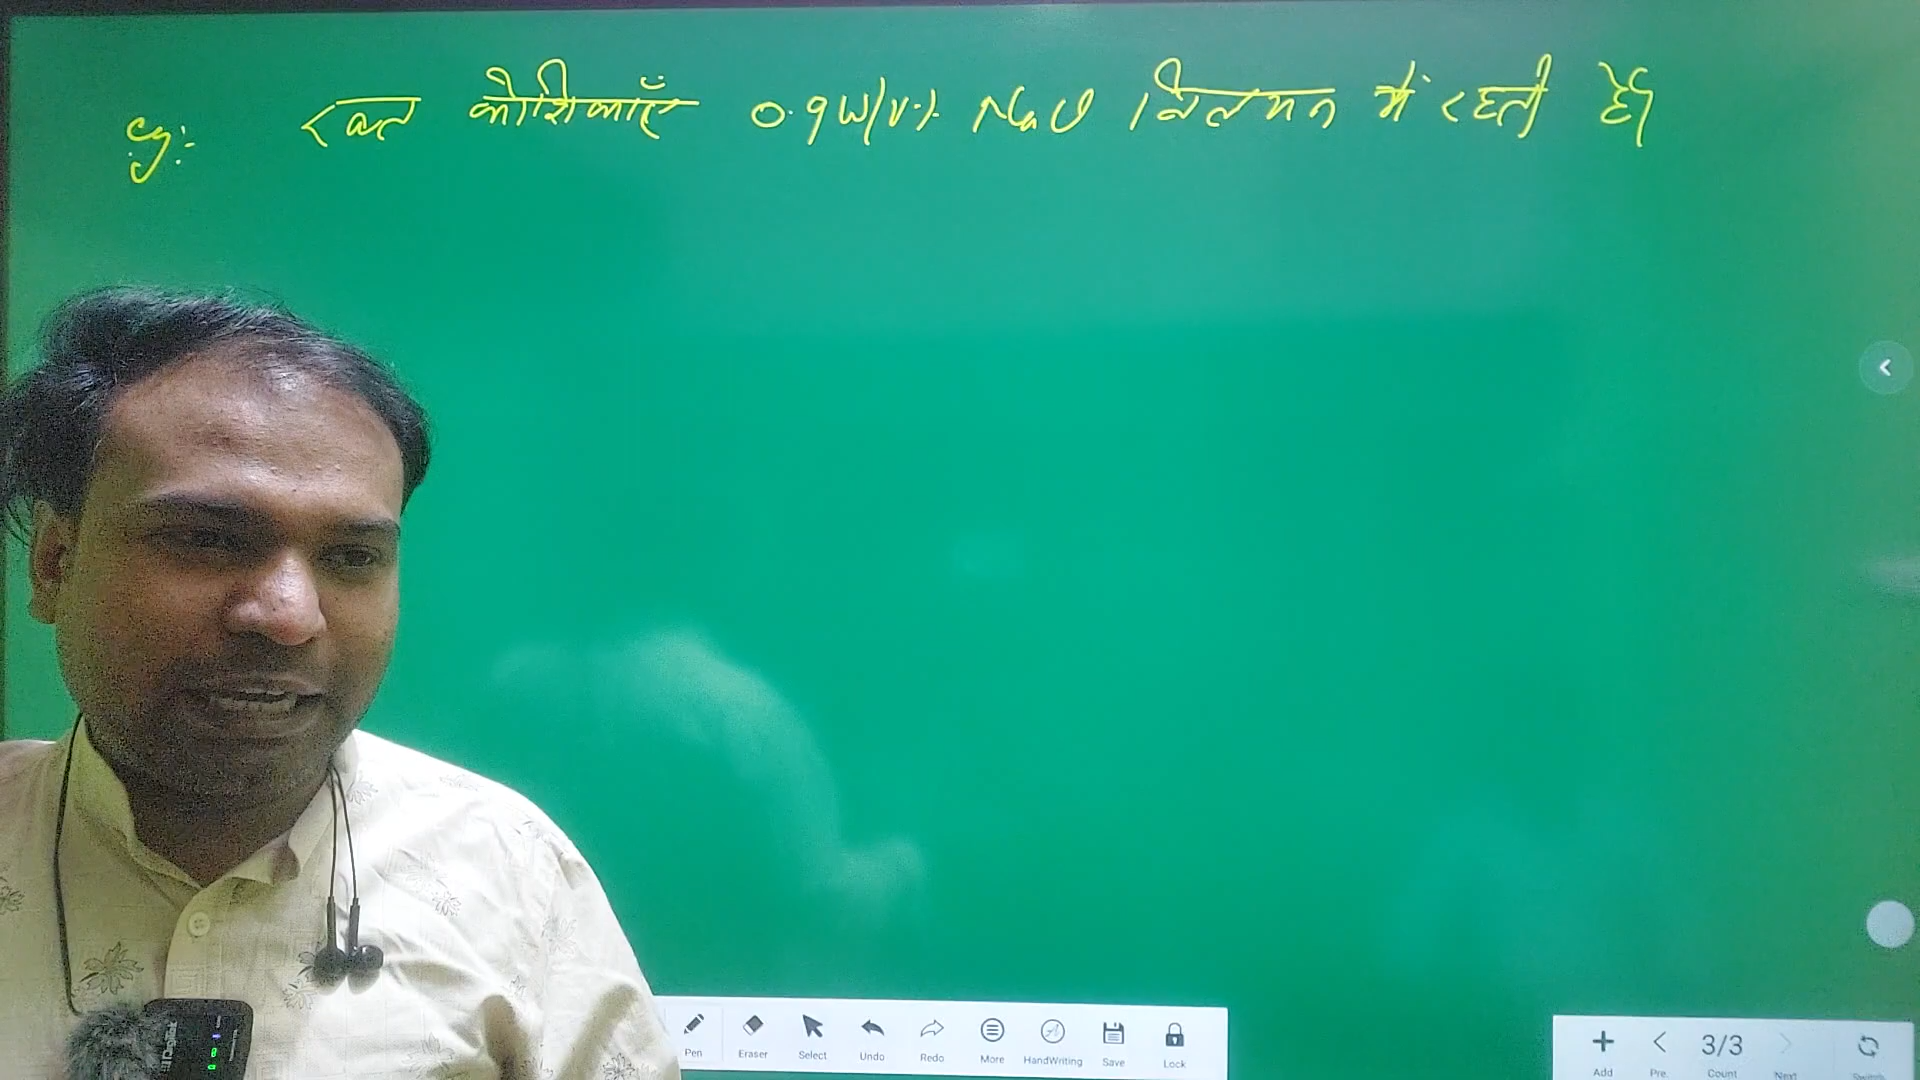 eg:- रक्त कोशिकाएँ 0.9 W/V% NaCl विलयन में रहती है।
Pen Eraser Select Undo Redo More HandWriting Save Lock
3/3
Add Pre. Count Next Switch